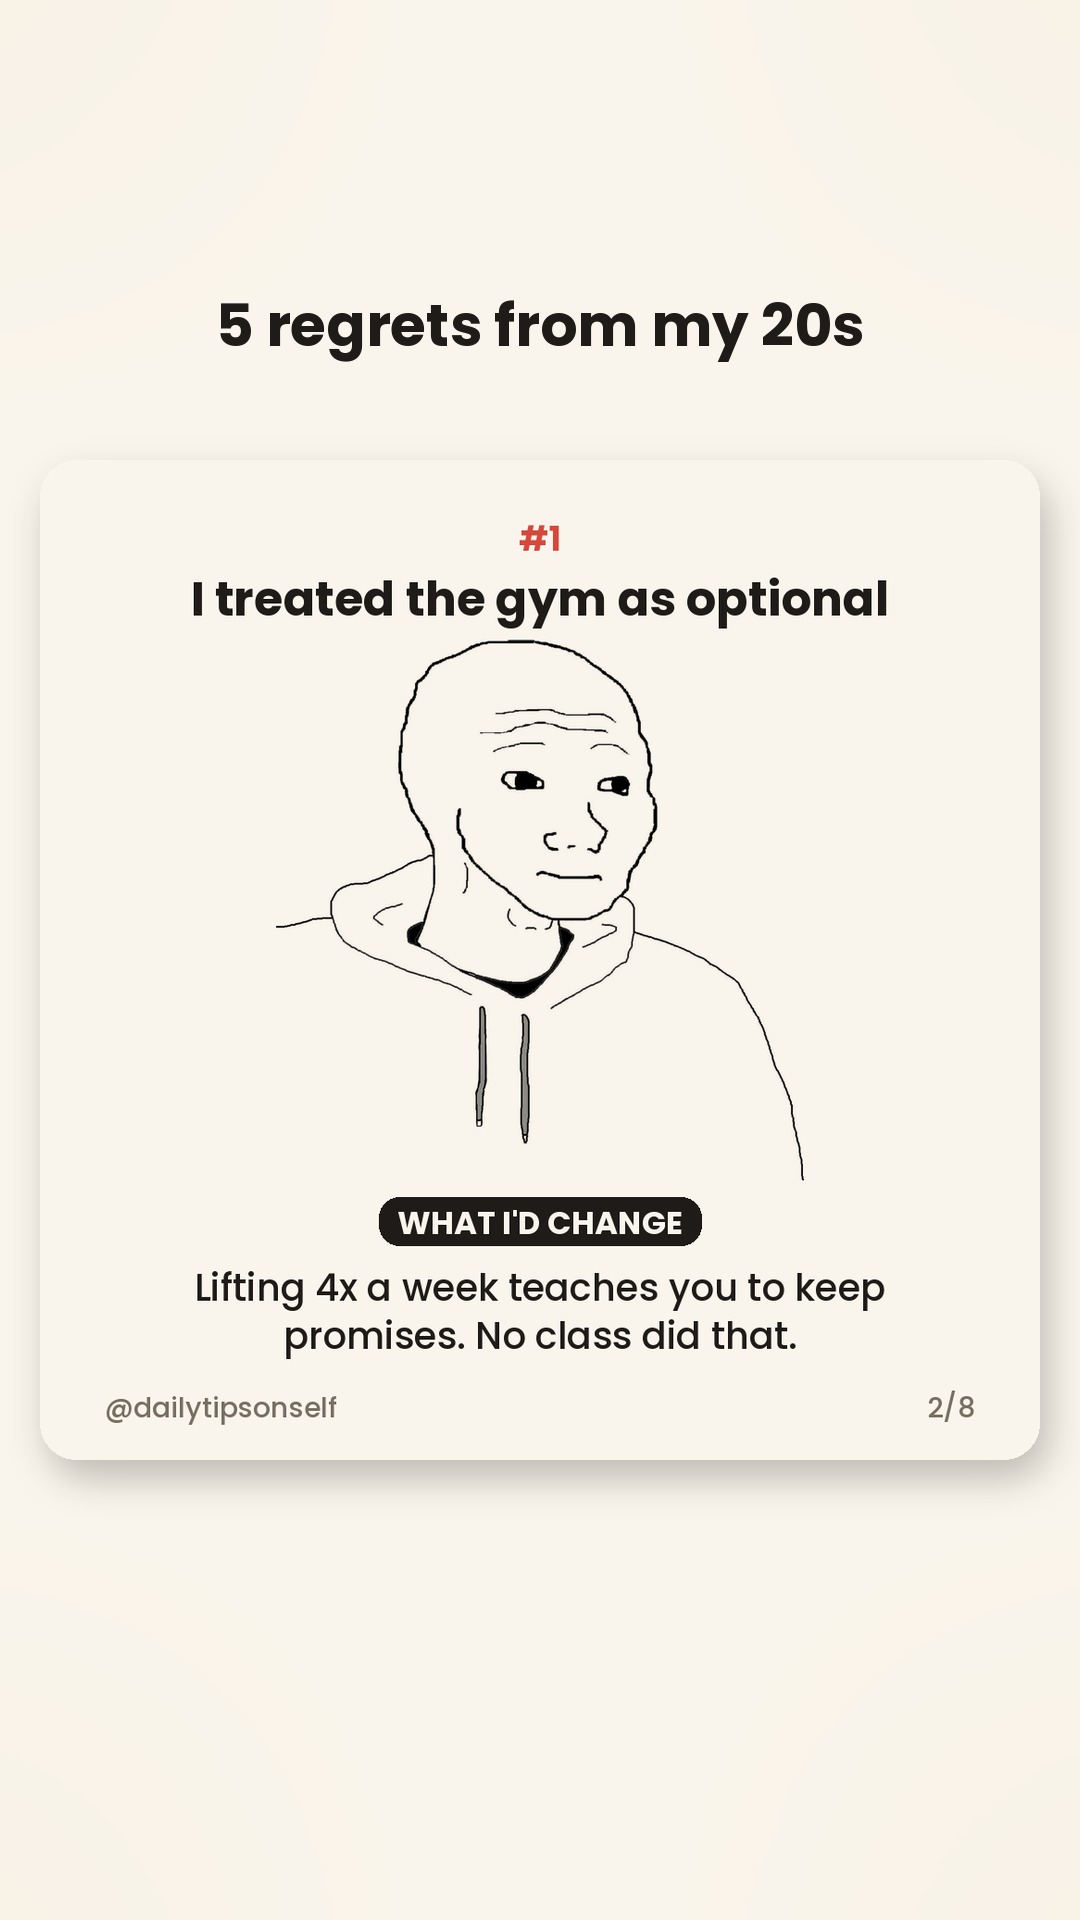 5 regrets from my 20s
#1
I treated the gym as optional
WHAT I'D CHANGE
Lifting 4x a week teaches you to keep
promises. No class did that.
@dailytipsonself
2/8